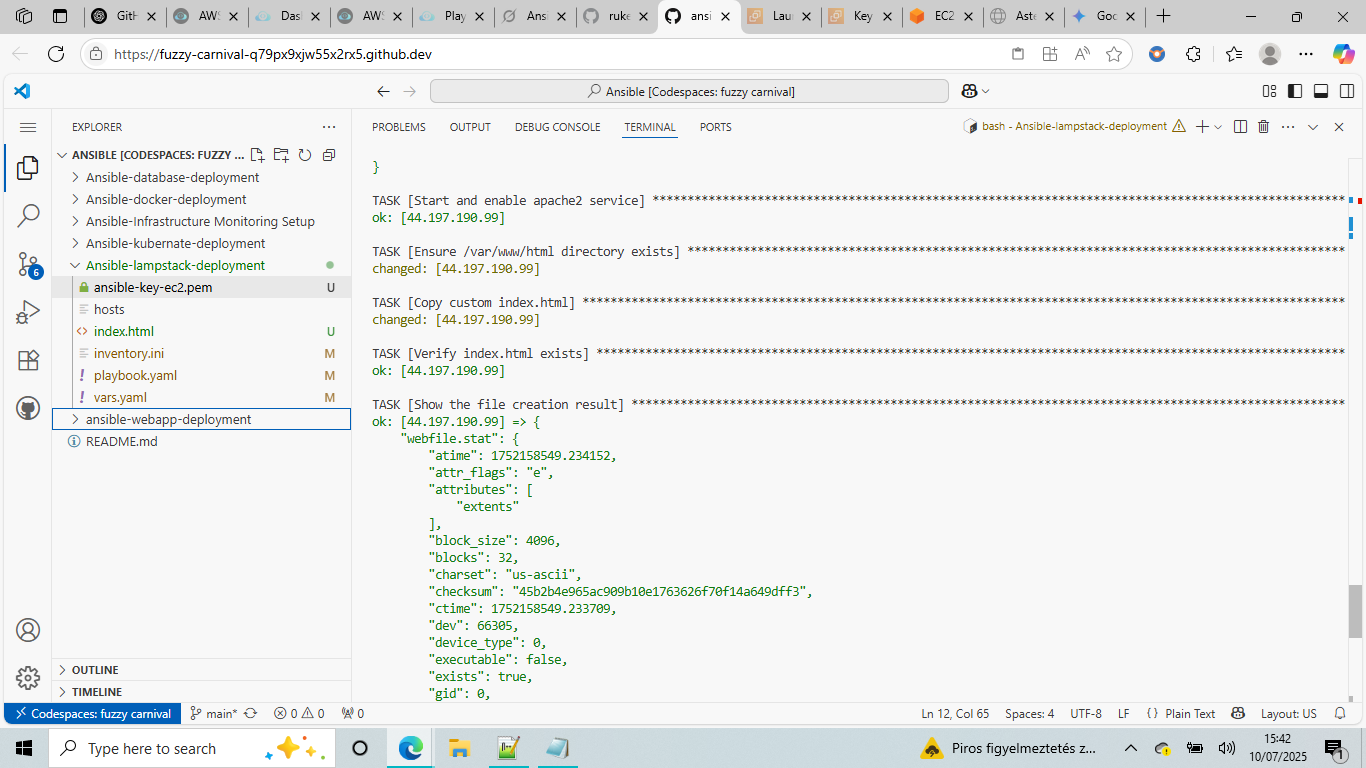 GitH
AWS
Dash
AWS
Play
Ansi
ruke
ansi
Laun
Key
EC2
Aste
Goo
https://fuzzy-carnival-q79px9xjw55x2rx5.github.dev
Ansible [Codespaces: fuzzy carnival]
EXPLORER
ANSIBLE [CODESPACES: FUZZY ...
Ansible-database-deployment
Ansible-docker-deployment
Ansible-Infrastructure Monitoring Setup
Ansible-kubernate-deployment
Ansible-lampstack-deployment
ansible-key-ec2.pem U
hosts
index.html U
inventory.ini M
playbook.yaml M
vars.yaml M
ansible-webapp-deployment
README.md
6
OUTLINE
TIMELINE
PROBLEMS OUTPUT DEBUG CONSOLE TERMINAL PORTS
bash - Ansible-lampstack-deployment
}
TASK [Start and enable apache2 service] ***************************************************************************************************
ok: [44.197.190.99]
TASK [Ensure /var/www/html directory exists] **********************************************************************************************
changed: [44.197.190.99]
TASK [Copy custom index.html] *************************************************************************************************************
changed: [44.197.190.99]
TASK [Verify index.html exists] ***********************************************************************************************************
ok: [44.197.190.99]
TASK [Show the file creation result] ******************************************************************************************************
ok: [44.197.190.99] => {
"webfile.stat": {
"atime": 1752158549.234152,
"attr_flags": "e",
"attributes": [
"extents"
],
"block_size": 4096,
"blocks": 32,
"charset": "us-ascii",
"checksum": "45b2b4e965ac909b10e1763626f70f14a649dff3",
"ctime": 1752158549.233709,
"dev": 66305,
"device_type": 0,
"executable": false,
"exists": true,
"gid": 0,
Codespaces: fuzzy carnival main* 0 0 0 Ln 12, Col 65 Spaces: 4 UTF-8 LF {} Plain Text Layout: US
Type here to search
Piros figyelmeztetés z...
15:42
10/07/2025
1